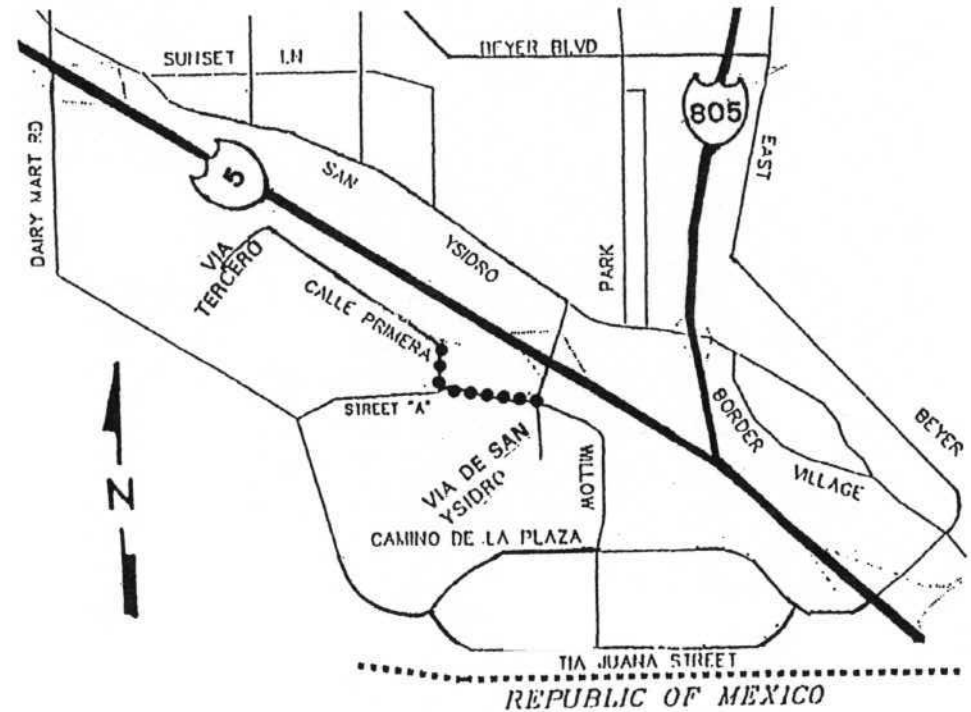 SUNSET LN
BEYER BLVD
805
EAST
DAIRY MART RD
5
SAN
YSIDRO
VIA
TERCERO
CALLE PRIMERA
PARK
STREET "A"
BORDER
VILLAGE
BEYER
N
VIA DE SAN
YSIDRO
WILLOW
CAMINO DE LA PLAZA
TIA JUANA STREET
REPUBLIC OF MEXICO